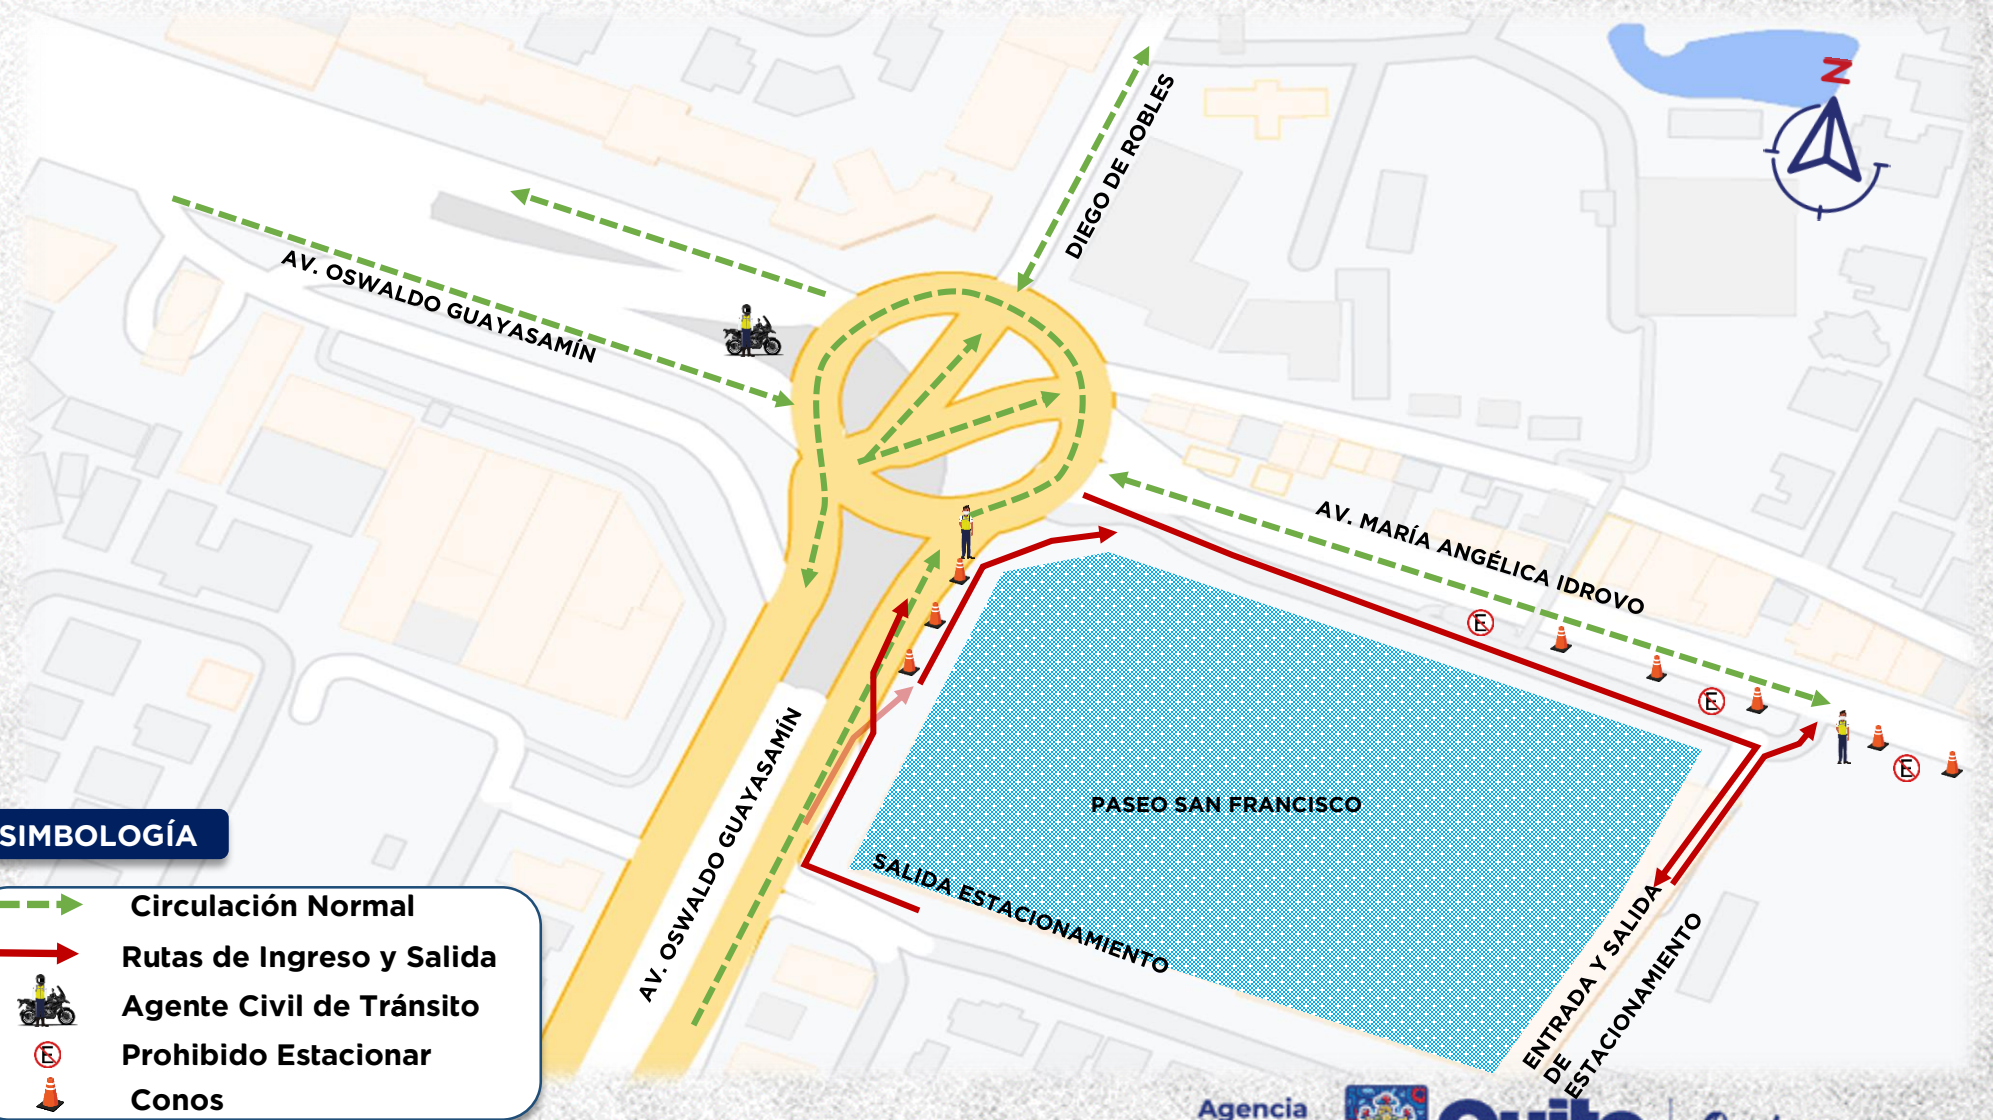 N
DIEGO DE ROBLES
AV. OSWALDO GUAYASAMÍN
AV. MARÍA ANGÉLICA IDROVO
E
E
E
AV. OSWALDO GUAYASAMÍN
PASEO SAN FRANCISCO
SALIDA ESTACIONAMIENTO
ENTRADA Y SALIDA
DE
ESTACIONAMIENTO
SIMBOLOGÍA
Circulación Normal
Rutas de Ingreso y Salida
Agente Civil de Tránsito
E
Prohibido Estacionar
Conos
Agencia
Quito